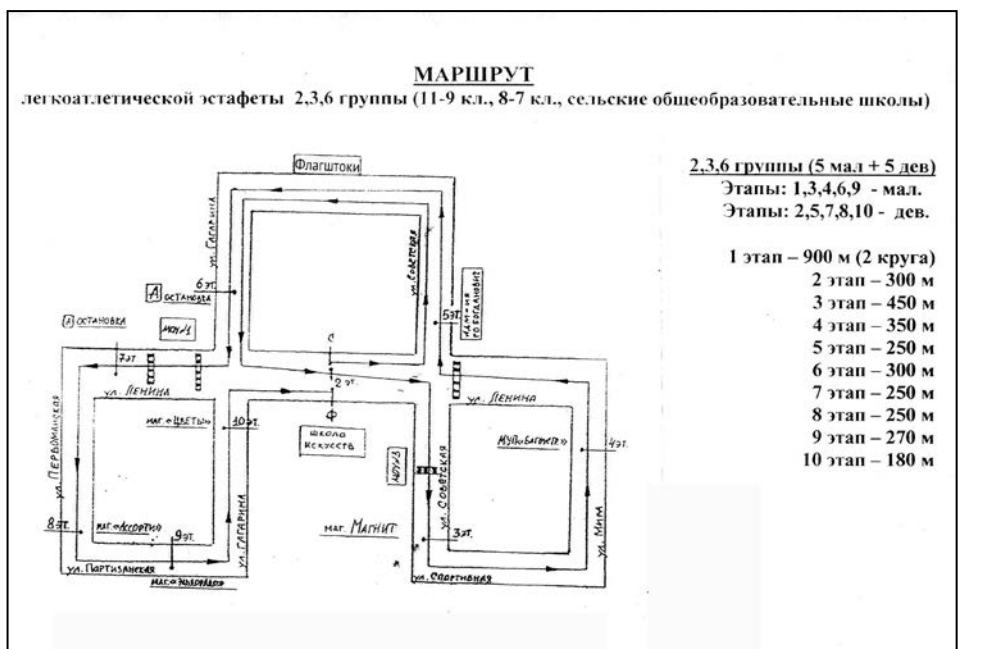 МАРШРУТ
легкоатлетической эстафеты 2,3,6 группы (11-9 кл., 8-7 кл., сельские общеобразовательные школы)
Флагштоки
2,3,6 группы (5 мал + 5 дев)
Этапы: 1,3,4,6,9 - мал.
Этапы: 2,5,7,8,10 - дев.
1 этап – 900 м (2 круга)
2 этап – 300 м
3 этап – 450 м
4 этап – 350 м
5 этап – 250 м
6 этап – 300 м
7 этап – 250 м
8 этап – 250 м
9 этап – 270 м
10 этап – 180 м
ул. Гагарина
ул. Советская
6 эт.
А остановка
А остановка
МОУ№1
5 эт.
7 эт
С
2 эт.
Ф
ул. Ленина
ул. Ленина
ул. Первомайская
маг. «Цветы»
10 эт.
школа
искусств
МОУ№3
ул. Советская
4 эт.
ул. Мира
8 эт.
маг. «Ассорти»
9 эт.
ул. Гагарина
маг. Магнит
3 эт.
ул. Партизанская
ул. Спортивная